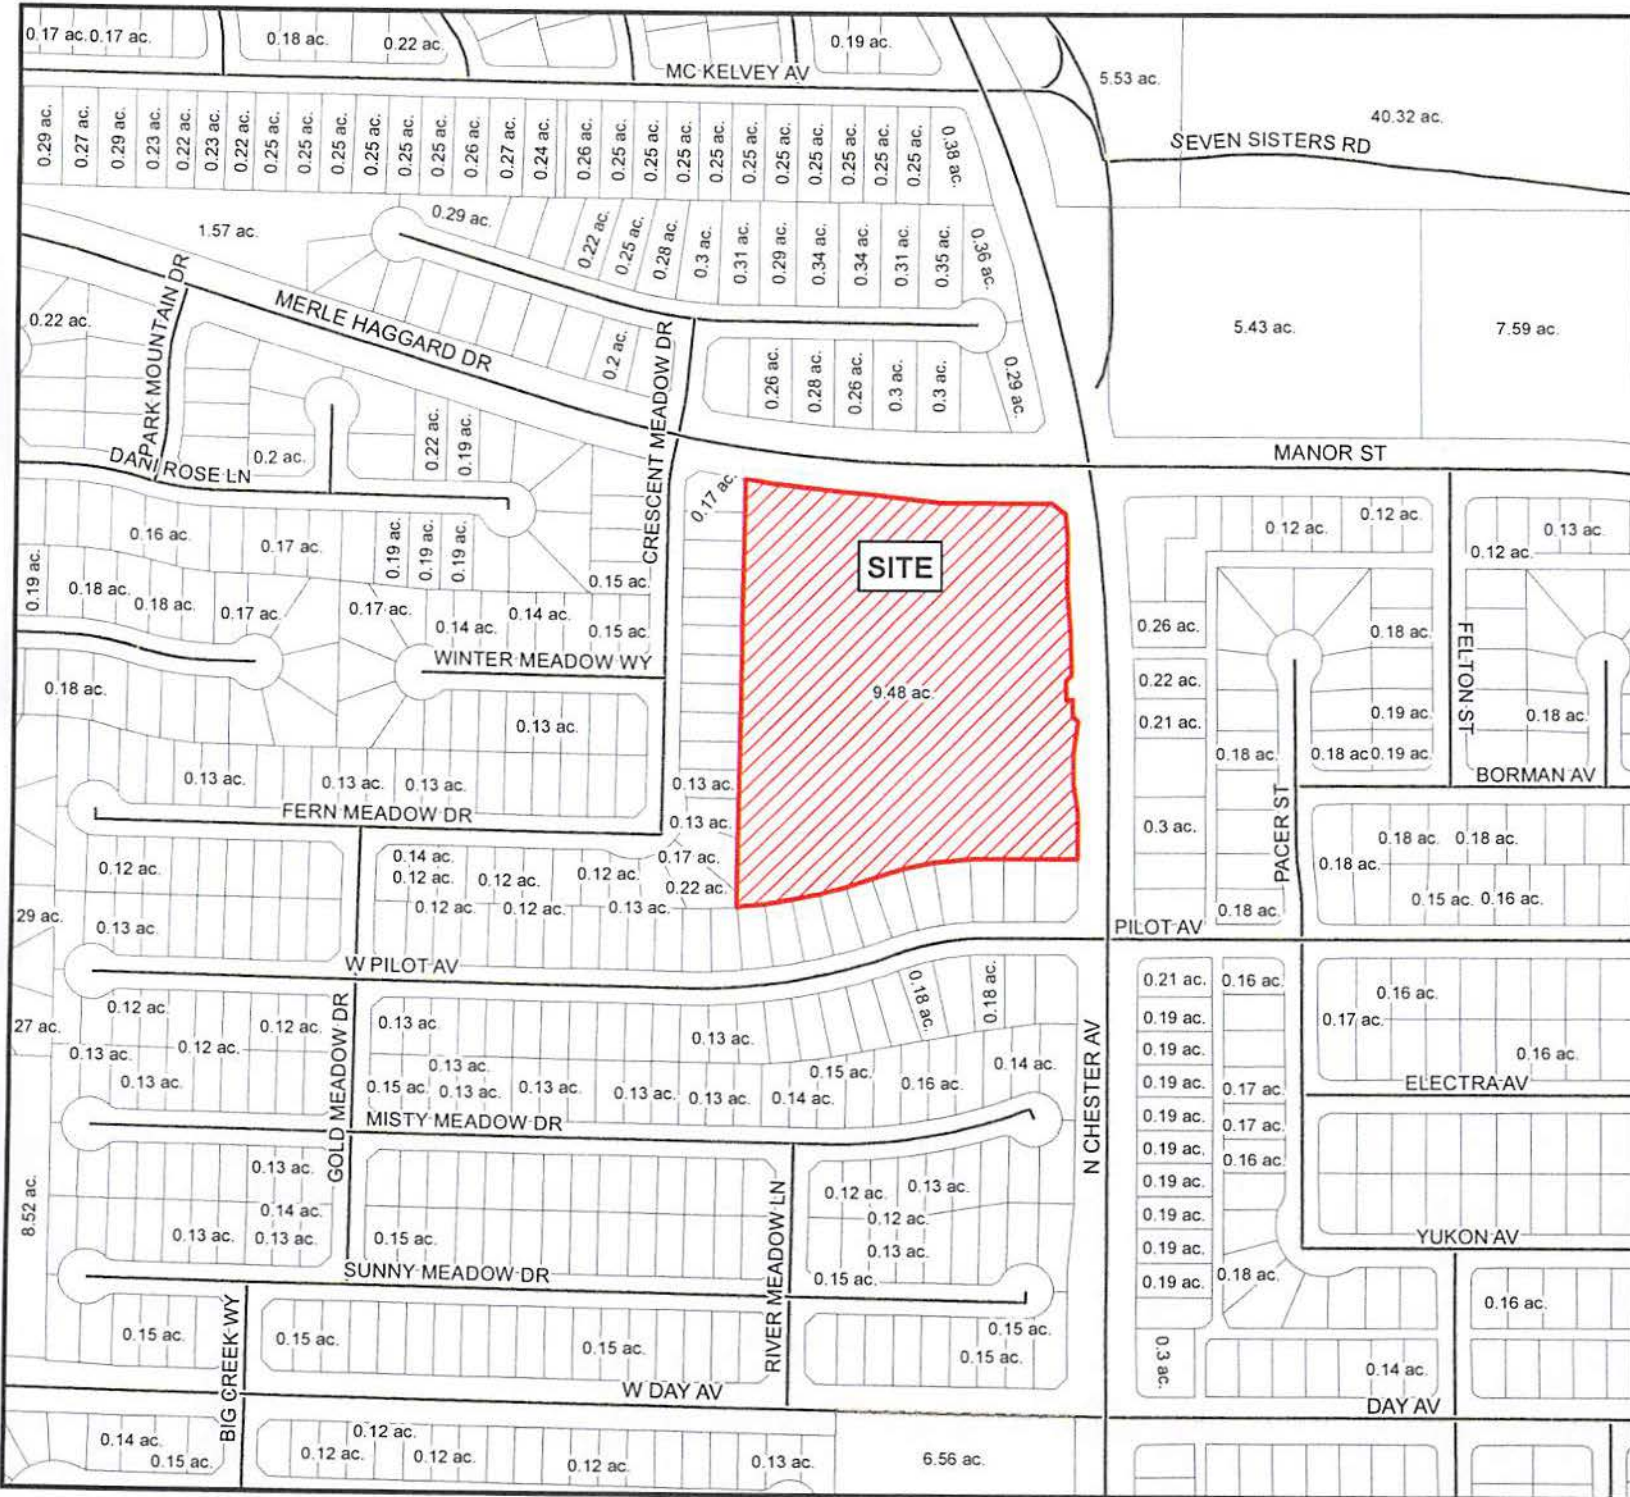 0.17 ac. 0.17 ac.
0.18 ac.
0.22 ac.
0.19 ac.
MC KELVEY AV
5.53 ac.
40.32 ac.
SEVEN SISTERS RD
0.29 ac.
0.27 ac.
0.29 ac.
0.23 ac.
0.22 ac.
0.23 ac.
0.22 ac.
0.25 ac.
0.25 ac.
0.25 ac.
0.25 ac.
0.25 ac.
0.25 ac.
0.26 ac.
0.27 ac.
0.24 ac.
0.26 ac.
0.25 ac.
0.25 ac.
0.25 ac.
0.25 ac.
0.25 ac.
0.25 ac.
0.25 ac.
0.25 ac.
0.25 ac.
0.25 ac.
0.38 ac.
1.57 ac.
0.29 ac.
0.22 ac.
0.25 ac.
0.28 ac.
0.3 ac.
0.31 ac.
0.29 ac.
0.34 ac.
0.34 ac.
0.31 ac.
0.35 ac.
0.36 ac.
PARK MOUNTAIN DR
MERLE HAGGARD DR
0.22 ac.
0.2 ac.
CRESCENT MEADOW DR
0.26 ac.
0.28 ac.
0.26 ac.
0.3 ac.
0.3 ac.
0.29 ac.
5.43 ac.
7.59 ac.
MANOR ST
DANI ROSE LN
0.2 ac.
0.22 ac.
0.19 ac.
0.17 ac.
SITE
0.12 ac.
0.12 ac.
0.13 ac.
0.12 ac.
0.16 ac.
0.17 ac.
0.19 ac.
0.19 ac.
0.19 ac.
0.15 ac.
0.19 ac.
0.18 ac.
0.18 ac.
0.17 ac.
0.17 ac.
0.14 ac.
0.14 ac.
0.15 ac.
WINTER MEADOW WY
0.26 ac.
0.18 ac.
FELTON ST
0.18 ac.
0.13 ac.
9.48 ac.
0.22 ac.
0.21 ac.
0.19 ac.
0.18 ac.
0.18 ac.
0.18 ac.
0.19 ac.
BORMAN AV
0.13 ac.
0.13 ac.
0.13 ac.
0.13 ac.
FERN MEADOW DR
0.13 ac.
0.3 ac.
PACER ST
0.18 ac.
0.18 ac.
0.18 ac.
0.12 ac.
0.14 ac.
0.12 ac.
0.12 ac.
0.12 ac.
0.17 ac.
0.22 ac.
0.12 ac.
0.12 ac.
0.13 ac.
0.15 ac.
0.16 ac.
0.18 ac.
29 ac.
0.13 ac.
PILOT AV
W PILOT AV
0.18 ac.
0.18 ac.
0.21 ac.
0.16 ac.
0.16 ac.
0.17 ac.
0.16 ac.
27 ac.
0.12 ac.
0.12 ac.
0.12 ac.
0.13 ac.
0.13 ac.
GOLD MEADOW DR
0.13 ac.
0.13 ac.
0.13 ac.
0.15 ac.
0.13 ac.
0.13 ac.
0.13 ac.
0.13 ac.
0.14 ac.
0.15 ac.
0.16 ac.
0.14 ac.
N CHESTER AV
0.19 ac.
0.19 ac.
0.19 ac.
0.19 ac.
0.19 ac.
0.19 ac.
0.19 ac.
0.19 ac.
0.19 ac.
0.17 ac.
0.17 ac.
0.16 ac.
ELECTRA AV
MISTY MEADOW DR
8.52 ac.
0.13 ac.
0.14 ac.
0.13 ac.
0.13 ac.
0.15 ac.
RIVER MEADOW LN
0.12 ac.
0.13 ac.
0.12 ac.
0.13 ac.
0.15 ac.
YUKON AV
SUNNY MEADOW DR
0.18 ac.
0.16 ac.
BIG CREEK WY
0.15 ac.
0.15 ac.
0.15 ac.
0.15 ac.
0.15 ac.
0.3 ac.
0.14 ac.
W DAY AV
DAY AV
0.14 ac.
0.15 ac.
0.12 ac.
0.12 ac.
0.12 ac.
0.12 ac.
0.13 ac.
6.56 ac.